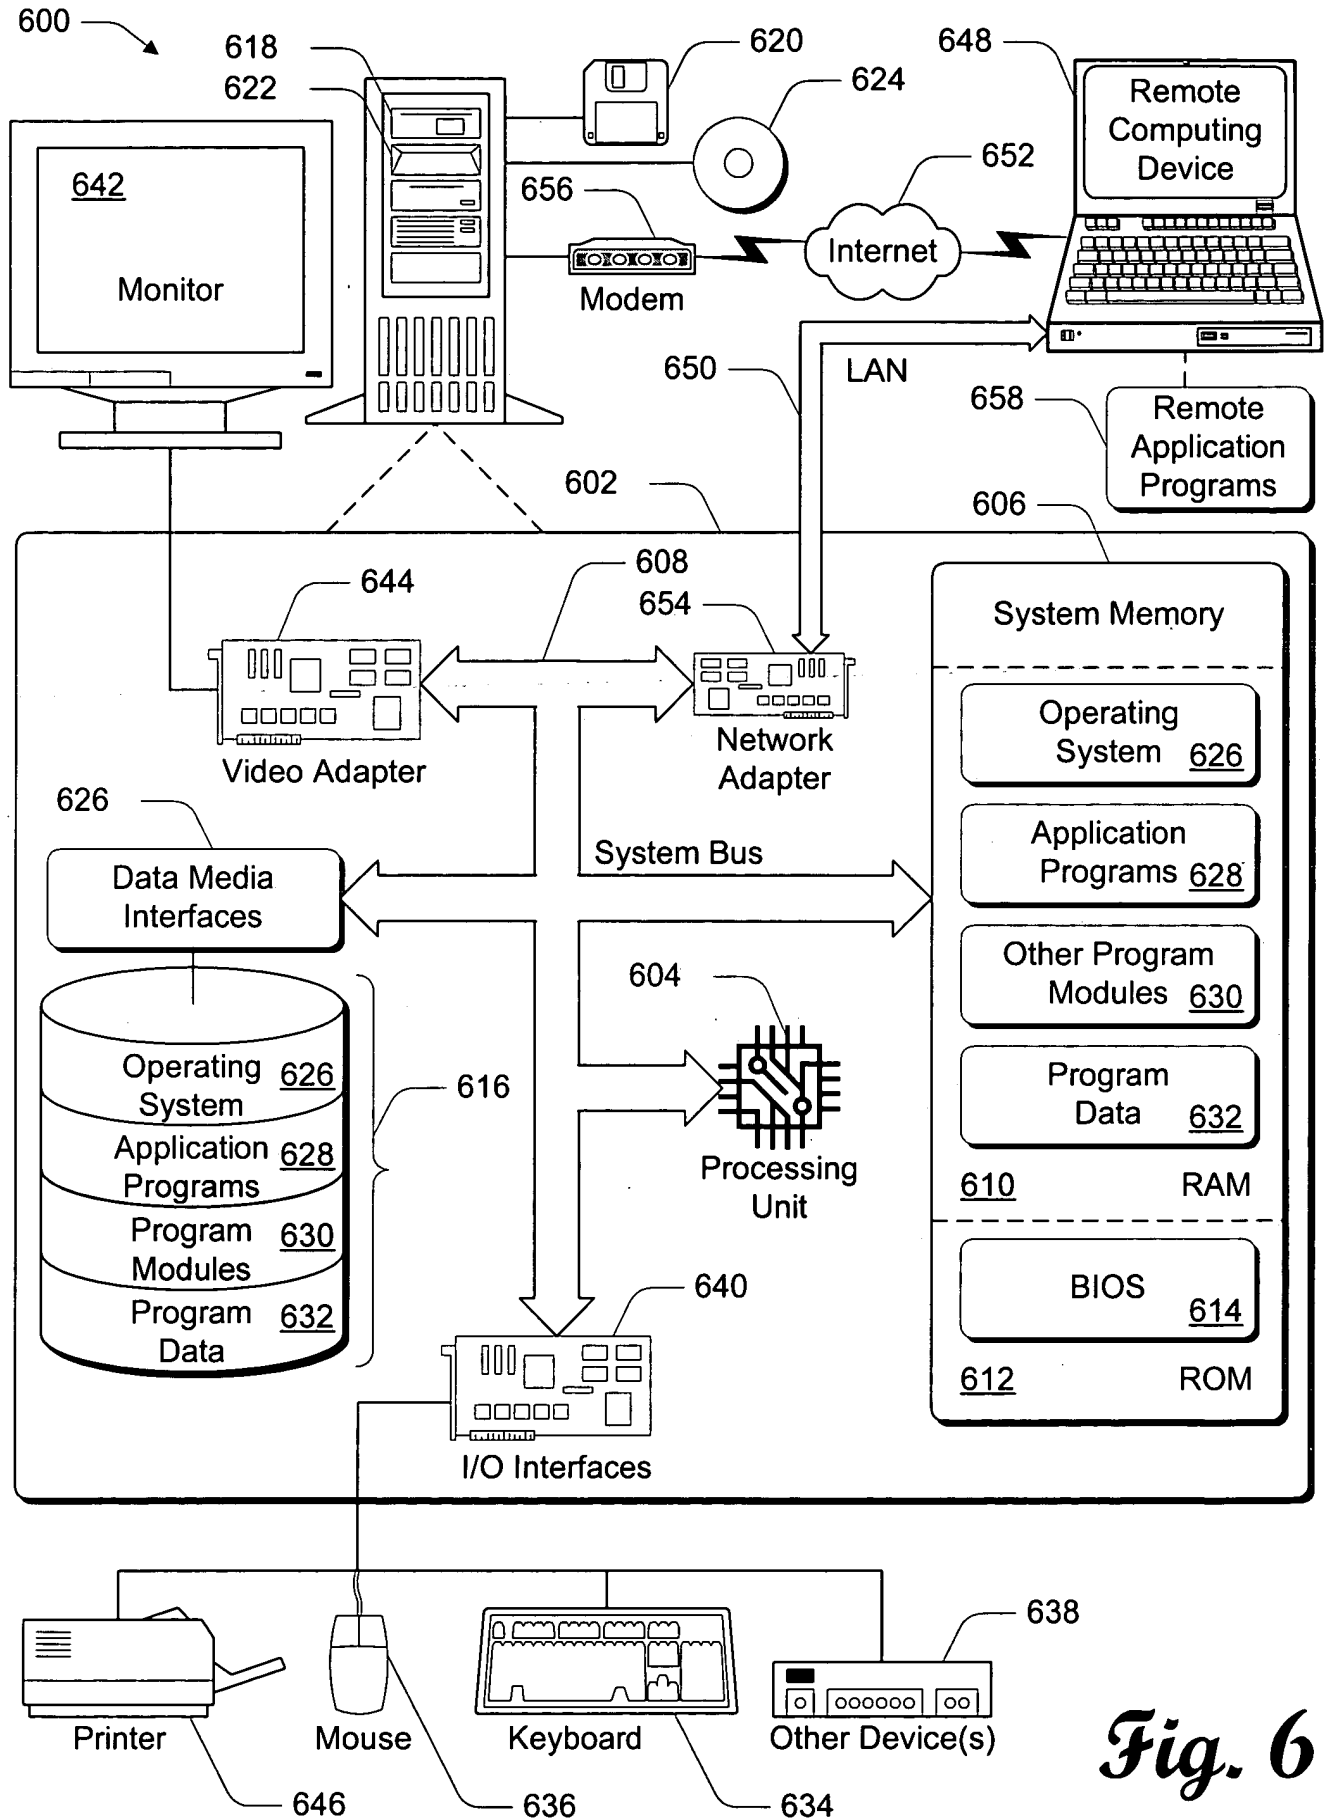 600
618
622
620
624
648
652
656
642
Monitor
Modem
Internet
Remote
Computing
Device
650
LAN
658
Remote
Application
Programs
602
606
608
644
654
System Memory
Operating
System 626
Video Adapter
Network
Adapter
626
Application
Programs 628
System Bus
Data Media
Interfaces
Other Program
Modules 630
604
Operating
System 626
616
Program
Data 632
Application
Programs 628
Processing
Unit
610 RAM
Program
Modules 630
640
BIOS
614
Program
Data 632
612 ROM
I/O Interfaces
638
Printer
Mouse
Keyboard
Other Device(s)
646
636
634
Fig. 6